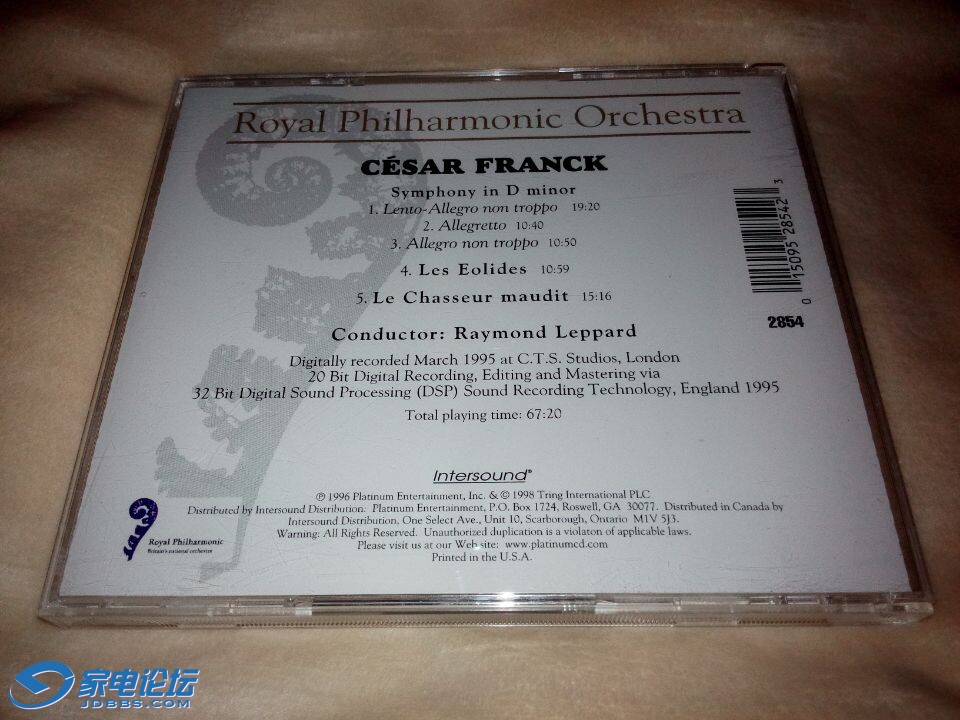 Royal Philharmonic Orchestra
CÉSAR FRANCK
Symphony in D minor
1. Lento-Allegro non troppo 19:20
2. Allegretto 10:40
3. Allegro non troppo 10:50
4. Les Eolides 10:59
5. Le Chasseur maudit 15:16
Conductor: Raymond Leppard
Digitally recorded March 1995 at C.T.S. Studios, London
20 Bit Digital Recording, Editing and Mastering via
32 Bit Digital Sound Processing (DSP) Sound Recording Technology, England 1995
Total playing time: 67:20
0 15095 28542 3
2854
Intersound®
℗ 1996 Platinum Entertainment, Inc. & © 1998 Tring International PLC
Distributed by Intersound Distribution. Platinum Entertainment, P.O. Box 1724, Roswell, GA 30077. Distributed in Canada by
Intersound Distribution, One Select Ave., Unit 10, Scarborough, Ontario M1V 5J3.
Warning: All Rights Reserved. Unauthorized duplication is a violaton of applicable laws.
Please visit us at our Web site: www.platinumcd.com
Printed in the U.S.A.
Royal Philharmonic
Britain's national orchestra
家电论坛
JDBBS.COM